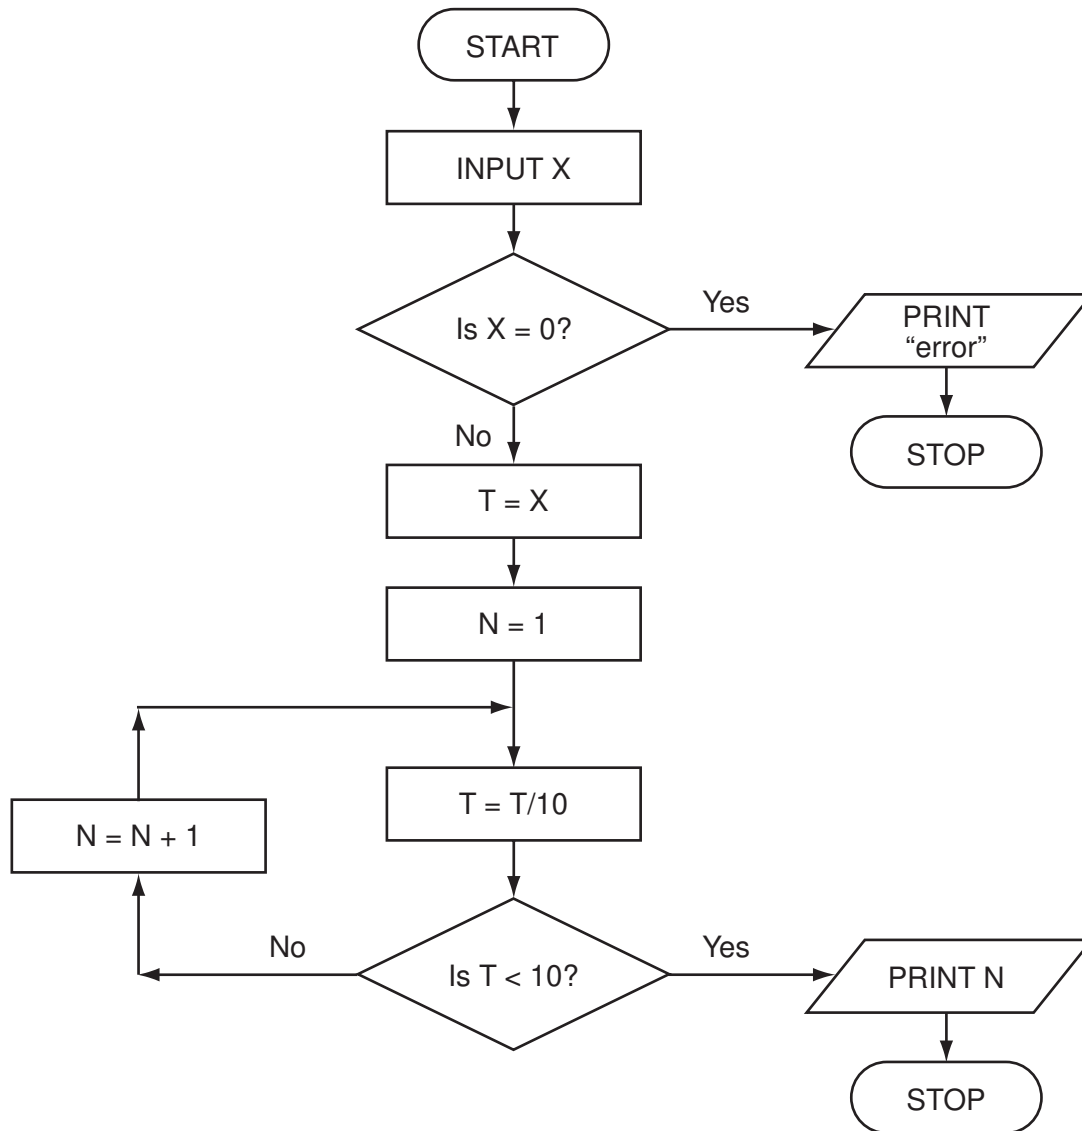 START
INPUT X
Is X = 0?
Yes
PRINT
“error”
STOP
No
T = X
N = 1
T = T/10
N = N + 1
No
Is T < 10?
Yes
PRINT N
STOP